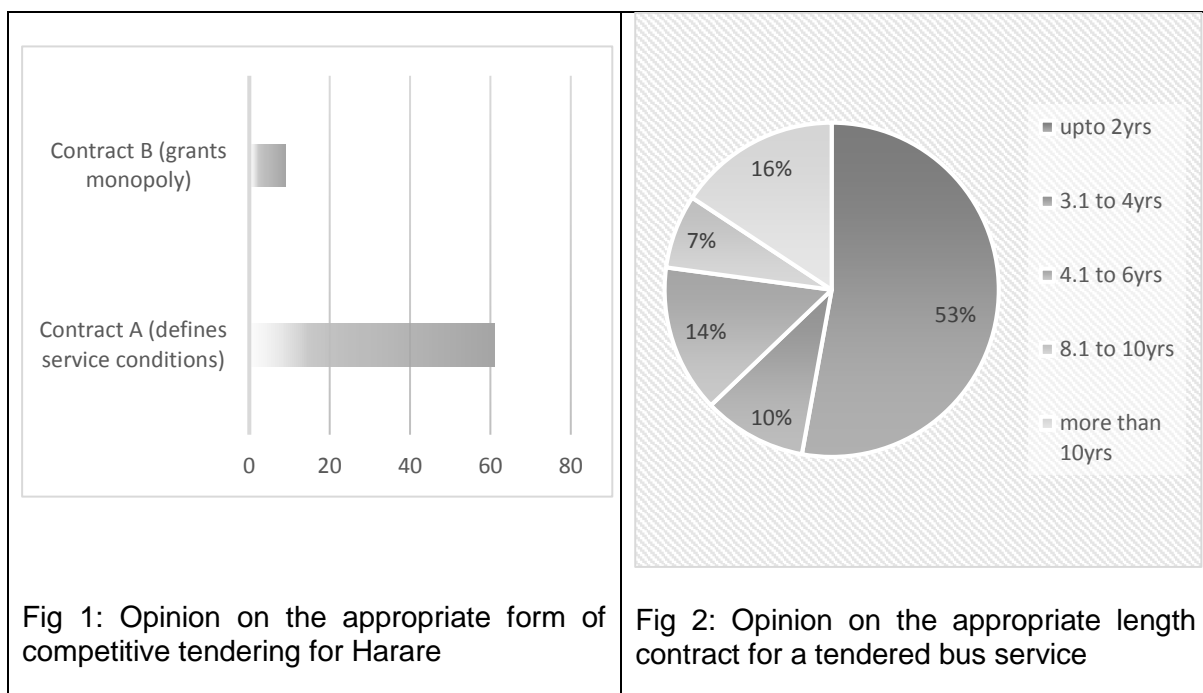 Contract B (grants
monopoly)
Contract A (defines
service conditions)
0 20 40 60 80
Fig 1: Opinion on the appropriate form of
competitive tendering for Harare
16%
7%
14%
10%
53%
upto 2yrs
3.1 to 4yrs
4.1 to 6yrs
8.1 to 10yrs
more than
10yrs
Fig 2: Opinion on the appropriate length
contract for a tendered bus service